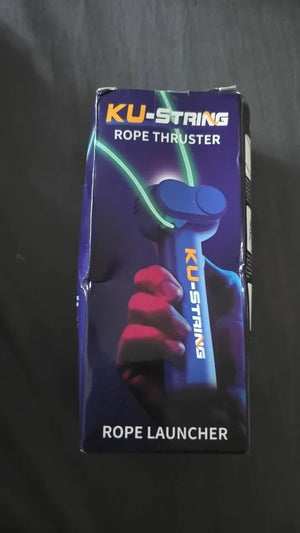 KU-STRING
ROPE THRUSTER
KU-STRING
ROPE LAUNCHER